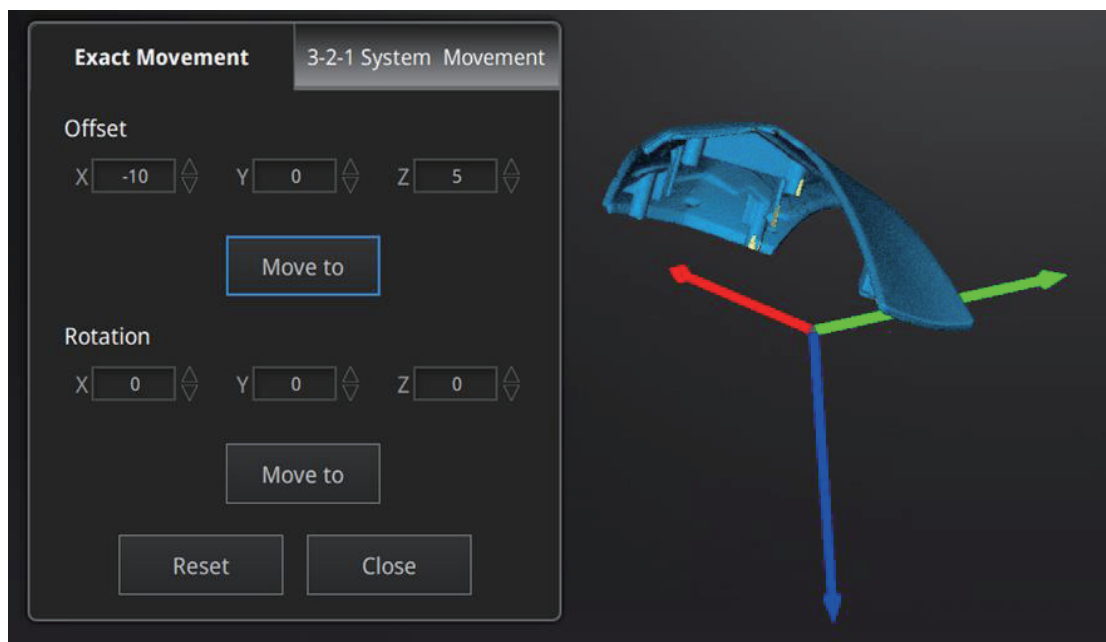 Exact Movement 3-2-1 System Movement
Offset
X -10 Y 0 Z 5
Move to
Rotation
X 0 Y 0 Z 0
Move to
Reset Close